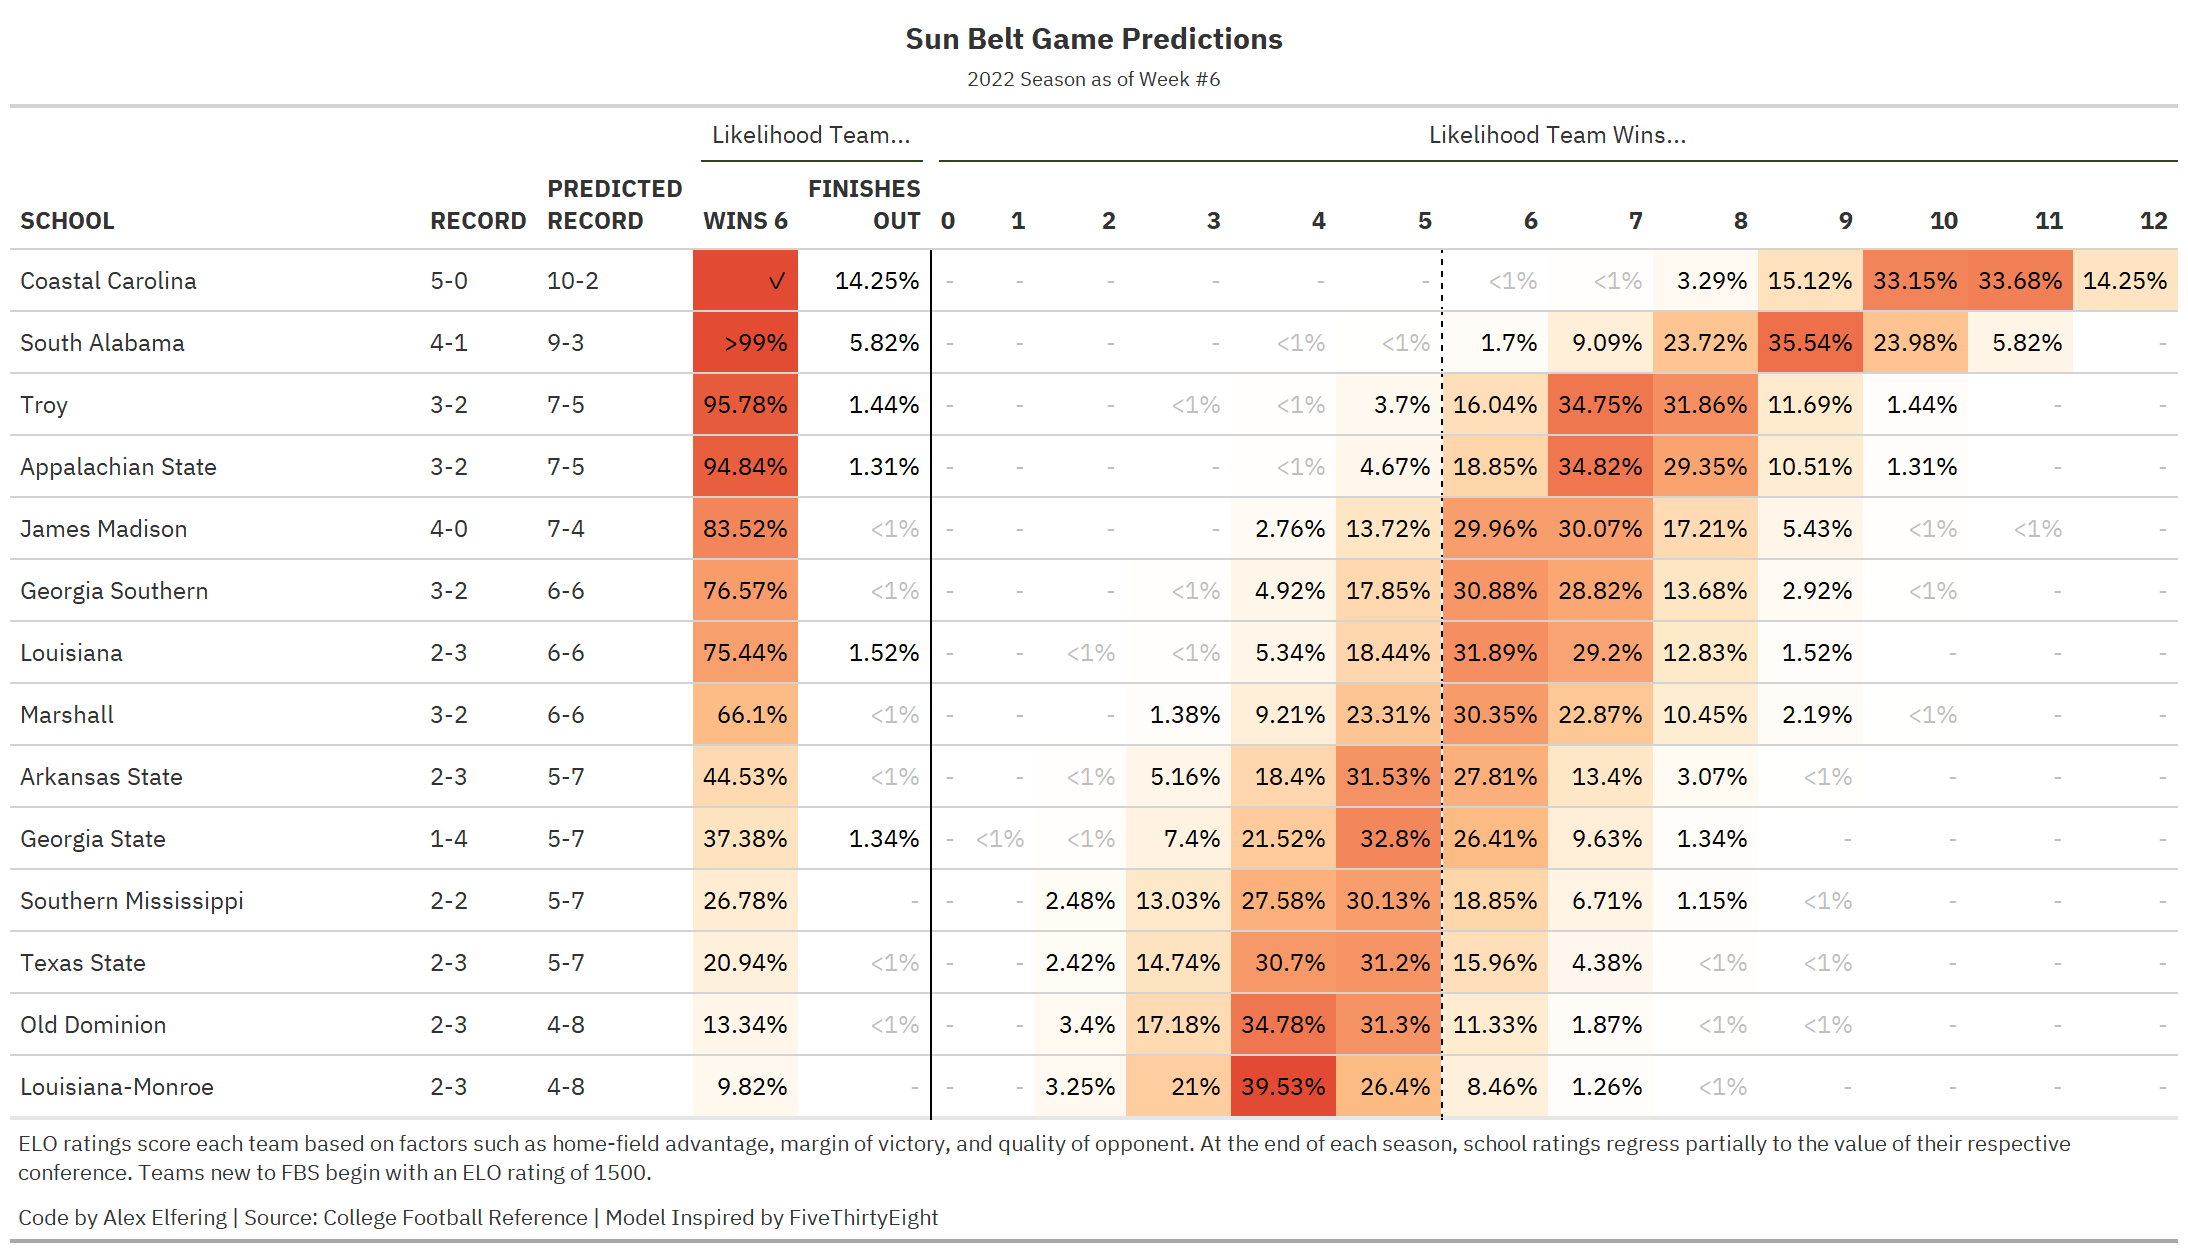 Sun Belt Game Predictions
2022 Season as of Week #6
Likelihood Team... Likelihood Team Wins...
SCHOOL RECORD PREDICTED RECORD WINS 6 FINISHES OUT 0 1 2 3 4 5 6 7 8 9 10 11 12
Coastal Carolina 5-0 10-2 ✓ 14.25% - - - - - - <1% <1% 3.29% 15.12% 33.15% 33.68% 14.25%
South Alabama 4-1 9-3 >99% 5.82% - - - - <1% <1% 1.7% 9.09% 23.72% 35.54% 23.98% 5.82% -
Troy 3-2 7-5 95.78% 1.44% - - - <1% <1% 3.7% 16.04% 34.75% 31.86% 11.69% 1.44% - -
Appalachian State 3-2 7-5 94.84% 1.31% - - - - <1% 4.67% 18.85% 34.82% 29.35% 10.51% 1.31% - -
James Madison 4-0 7-4 83.52% <1% - - - - 2.76% 13.72% 29.96% 30.07% 17.21% 5.43% <1% <1% -
Georgia Southern 3-2 6-6 76.57% <1% - - - <1% 4.92% 17.85% 30.88% 28.82% 13.68% 2.92% <1% - -
Louisiana 2-3 6-6 75.44% 1.52% - - <1% <1% 5.34% 18.44% 31.89% 29.2% 12.83% 1.52% - - -
Marshall 3-2 6-6 66.1% <1% - - - 1.38% 9.21% 23.31% 30.35% 22.87% 10.45% 2.19% <1% - -
Arkansas State 2-3 5-7 44.53% <1% - - <1% 5.16% 18.4% 31.53% 27.81% 13.4% 3.07% <1% - - -
Georgia State 1-4 5-7 37.38% 1.34% - <1% <1% 7.4% 21.52% 32.8% 26.41% 9.63% 1.34% - - - -
Southern Mississippi 2-2 5-7 26.78% - - - 2.48% 13.03% 27.58% 30.13% 18.85% 6.71% 1.15% <1% - - -
Texas State 2-3 5-7 20.94% <1% - - 2.42% 14.74% 30.7% 31.2% 15.96% 4.38% <1% <1% - - -
Old Dominion 2-3 4-8 13.34% <1% - - 3.4% 17.18% 34.78% 31.3% 11.33% 1.87% <1% <1% - - -
Louisiana-Monroe 2-3 4-8 9.82% - - - 3.25% 21% 39.53% 26.4% 8.46% 1.26% <1% - - - -
ELO ratings score each team based on factors such as home-field advantage, margin of victory, and quality of opponent. At the end of each season, school ratings regress partially to the value of their respective
conference. Teams new to FBS begin with an ELO rating of 1500.
Code by Alex Elfering | Source: College Football Reference | Model Inspired by FiveThirtyEight